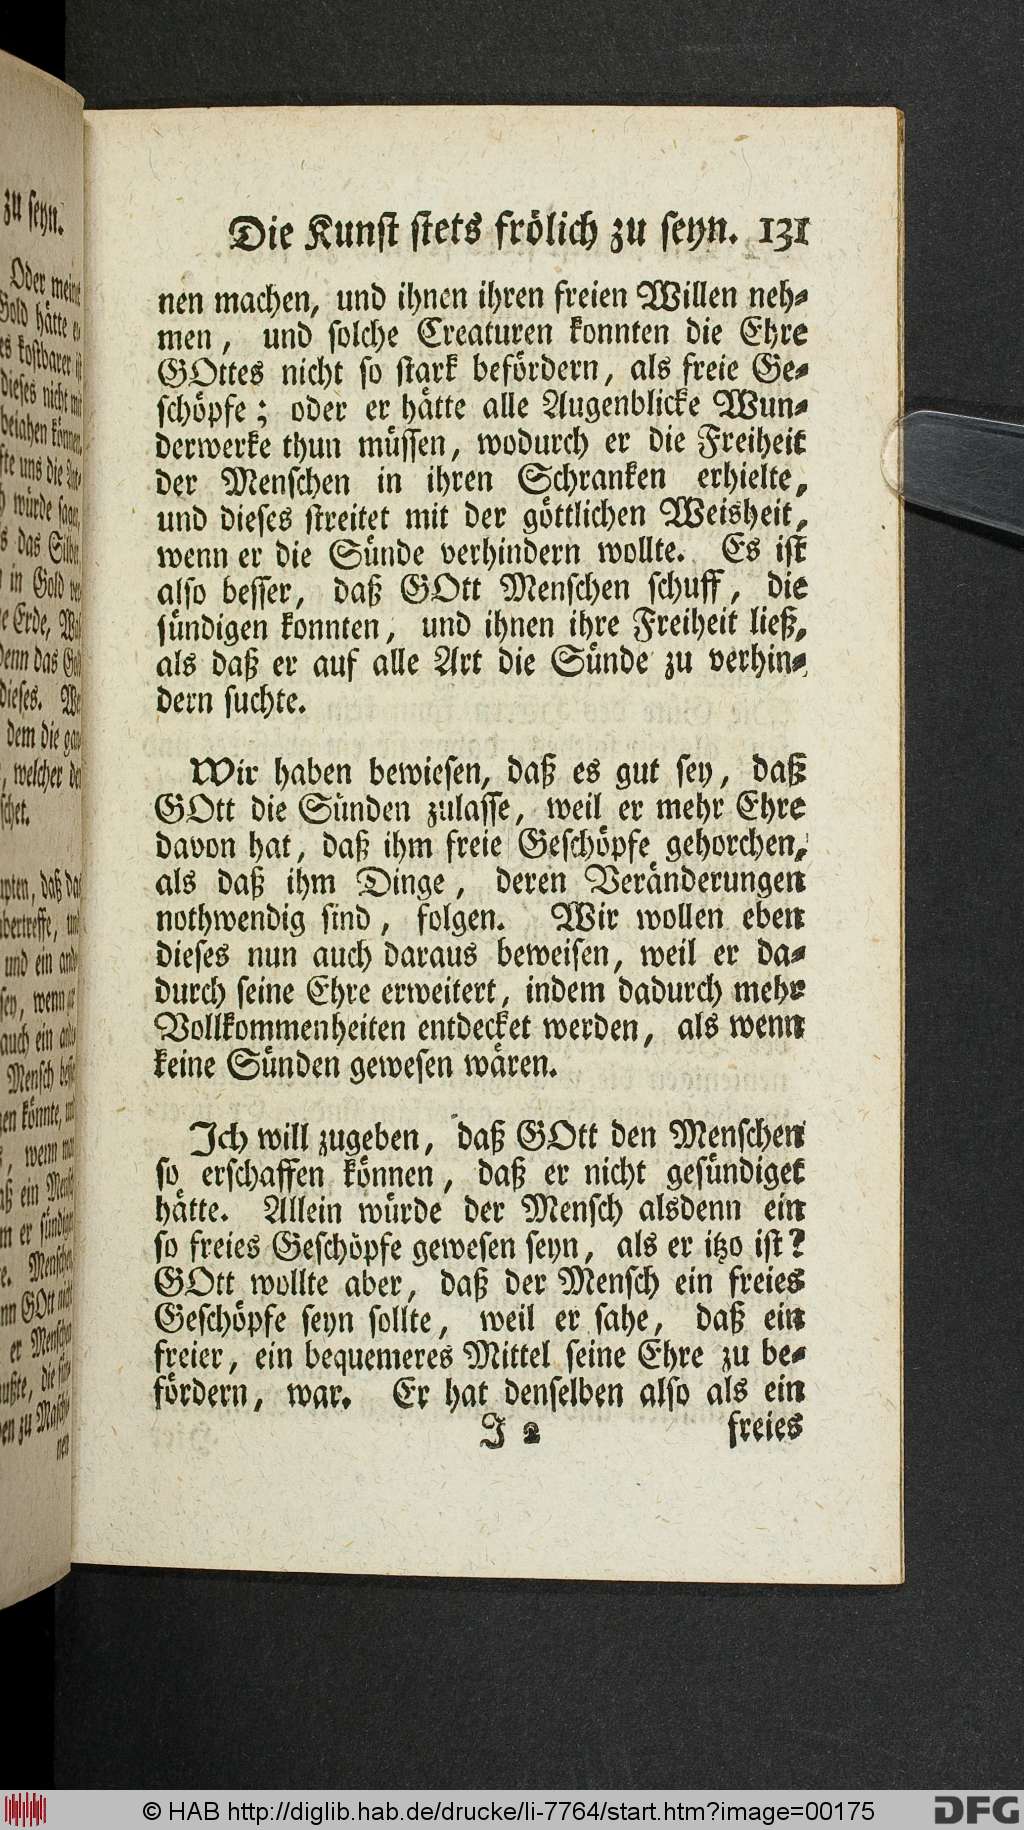 Die Kunst stets frölich zu seyn. 131
nen machen, und ihnen ihren freien Willen neh-
men, und solche Creaturen konnten die Ehre
GOttes nicht so stark befördern, als freie Ge-
schöpfe; oder er hätte alle Augenblicke Wun-
derwerke thun müssen, wodurch er die Freiheit
der Menschen in ihren Schranken erhielte,
und dieses streitet mit der göttlichen Weisheit,
wenn er die Sünde verhindern wollte. Es ist
also besser, daß GOtt Menschen schuff, die
sündigen konnten, und ihnen ihre Freiheit ließ,
als daß er auf alle Art die Sünde zu verhin-
dern suchte.
Wir haben bewiesen, daß es gut sey, daß
GOtt die Sünden zulasse, weil er mehr Ehre
davon hat, daß ihm freie Geschöpfe gehorchen,
als daß ihm Dinge, deren Veränderungen
nothwendig sind, folgen. Wir wollen eben
dieses nun auch daraus beweisen, weil er da-
durch seine Ehre erweitert, indem dadurch mehr
Vollkommenheiten entdecket werden, als wenn
keine Sünden gewesen wären.
Ich will zugeben, daß GOtt den Menschen
so erschaffen können, daß er nicht gesündiget
hätte. Allein würde der Mensch alsdenn ein
so freies Geschöpfe gewesen seyn, als er itzo ist?
GOtt wollte aber, daß der Mensch ein freies
Geschöpfe seyn sollte, weil er sahe, daß ein
freier, ein bequemeres Mittel seine Ehre zu be-
fördern, war. Er hat denselben also als ein
J 2 freies
© HAB http://diglib.hab.de/drucke/li-7764/start.htm?image=00175
DFG